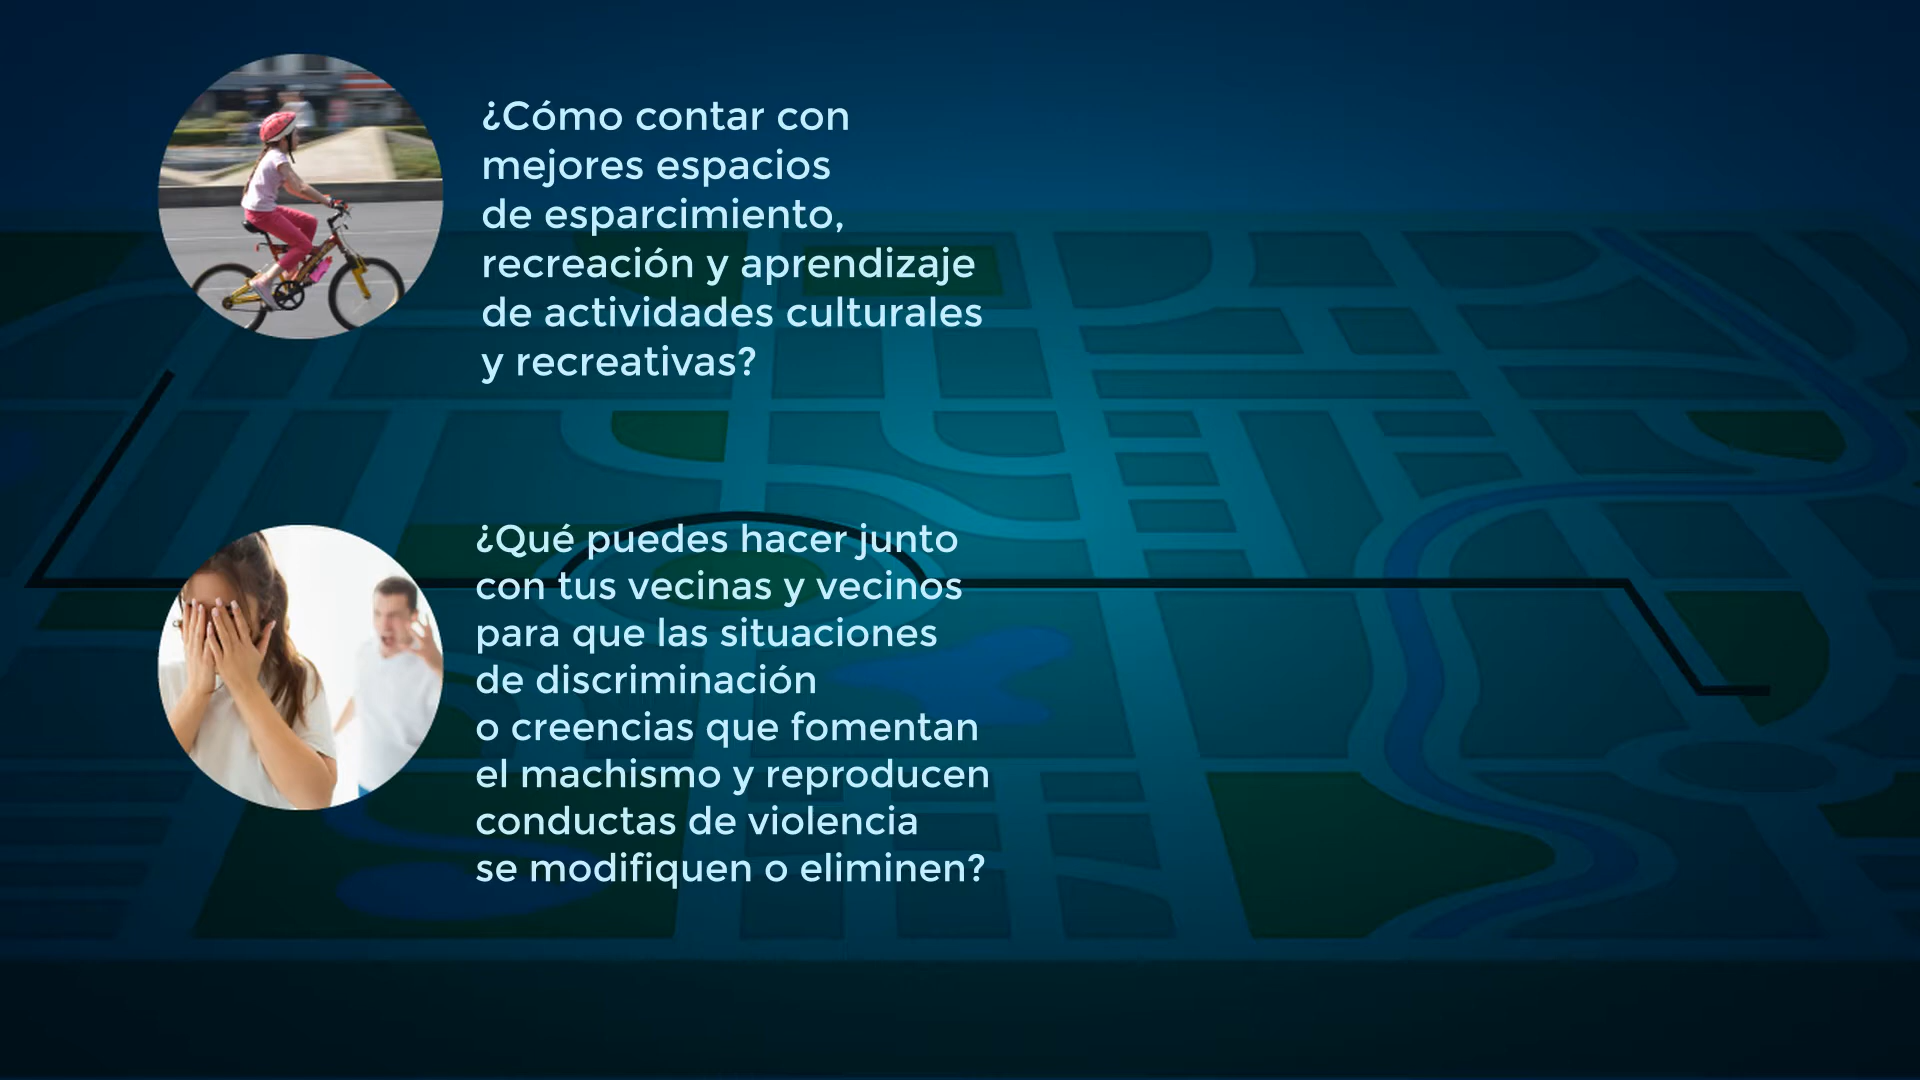 ¿Cómo contar con
mejores espacios
de esparcimiento,
recreación y aprendizaje
de actividades culturales
y recreativas?
¿Qué puedes hacer junto
con tus vecinas y vecinos
para que las situaciones
de discriminación
o creencias que fomentan
el machismo y reproducen
conductas de violencia
se modifiquen o eliminen?